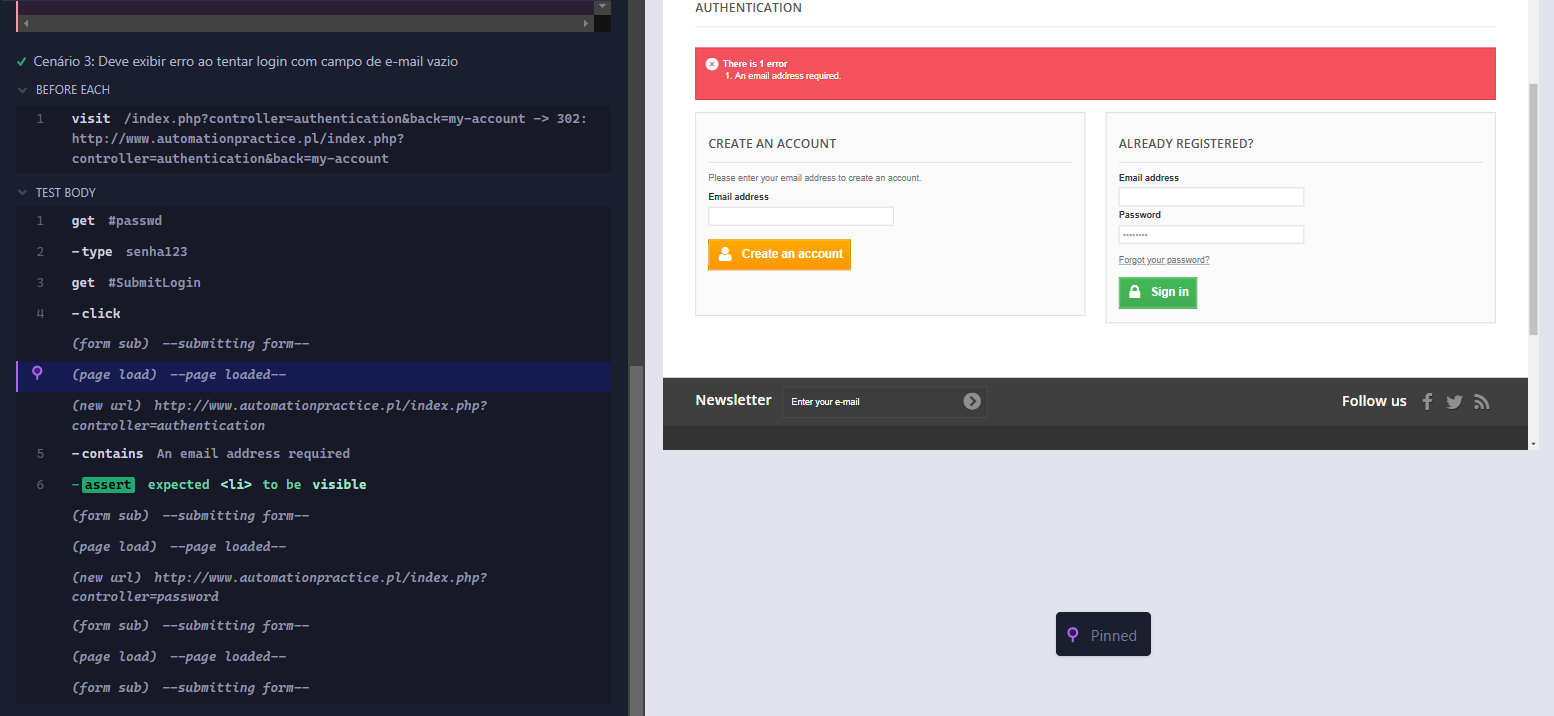 Cenário 3: Deve exibir erro ao tentar login com campo de e-mail vazio
BEFORE EACH
1 visit /index.php?controller=authentication&back=my-account -> 302:
http://www.automationpractice.pl/index.php?
controller=authentication&back=my-account
TEST BODY
1 get #passwd
2 -type senha123
3 get #SubmitLogin
4 -click
(form sub) --submitting form--
(page load) --page loaded--
(new url) http://www.automationpractice.pl/index.php?
controller=authentication
5 -contains An email address required
6 -assert expected <li> to be visible
(form sub) --submitting form--
(page load) --page loaded--
(new url) http://www.automationpractice.pl/index.php?
controller=password
(form sub) --submitting form--
(page load) --page loaded--
(form sub) --submitting form--
AUTHENTICATION
There is 1 error
1. An email address required.
CREATE AN ACCOUNT
Please enter your email address to create an account.
Email address
Create an account
ALREADY REGISTERED?
Email address
Password
Forgot your password?
Sign in
Newsletter
Enter your e-mail
Follow us
Pinned